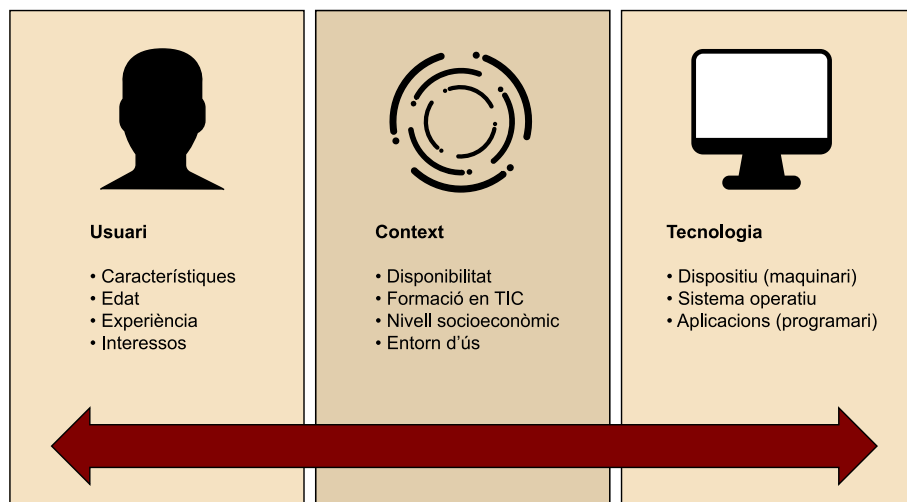 Usuari
• Característiques
• Edat
• Experiència
• Interessos
Context
• Disponibilitat
• Formació en TIC
• Nivell socioeconòmic
• Entorn d'ús
Tecnologia
• Dispositiu (maquinari)
• Sistema operatiu
• Aplicacions (programari)